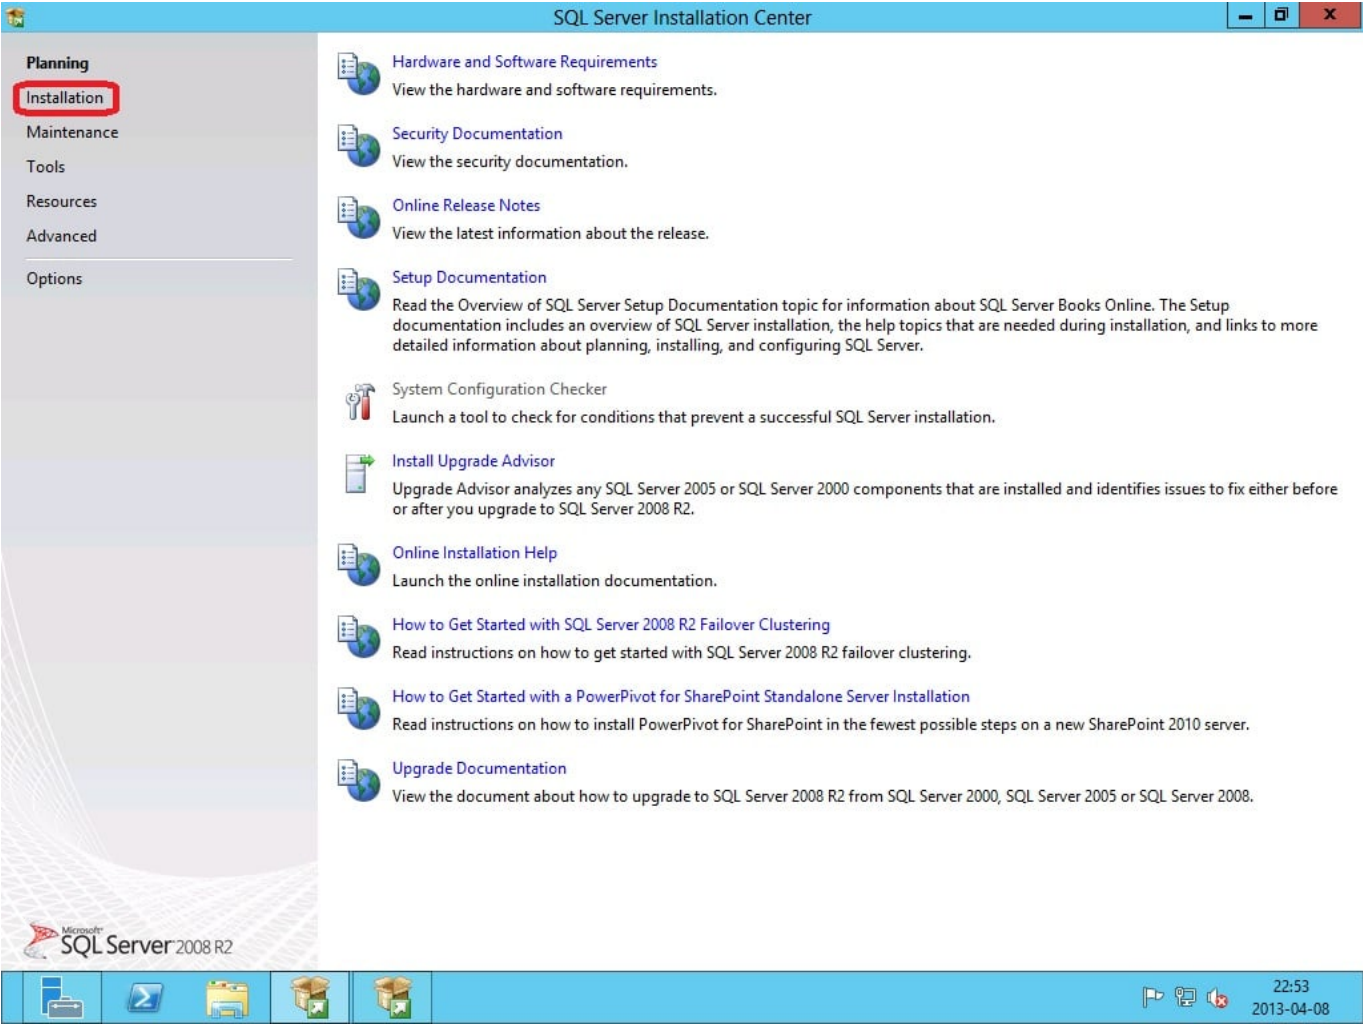 SQL Server Installation Center
Planning
Installation
Maintenance
Tools
Resources
Advanced
Options
Hardware and Software Requirements
View the hardware and software requirements.
Security Documentation
View the security documentation.
Online Release Notes
View the latest information about the release.
Setup Documentation
Read the Overview of SQL Server Setup Documentation topic for information about SQL Server Books Online. The Setup
documentation includes an overview of SQL Server installation, the help topics that are needed during installation, and links to more
detailed information about planning, installing, and configuring SQL Server.
System Configuration Checker
Launch a tool to check for conditions that prevent a successful SQL Server installation.
Install Upgrade Advisor
Upgrade Advisor analyzes any SQL Server 2005 or SQL Server 2000 components that are installed and identifies issues to fix either before
or after you upgrade to SQL Server 2008 R2.
Online Installation Help
Launch the online installation documentation.
How to Get Started with SQL Server 2008 R2 Failover Clustering
Read instructions on how to get started with SQL Server 2008 R2 failover clustering.
How to Get Started with a PowerPivot for SharePoint Standalone Server Installation
Read instructions on how to install PowerPivot for SharePoint in the fewest possible steps on a new SharePoint 2010 server.
Upgrade Documentation
View the document about how to upgrade to SQL Server 2008 R2 from SQL Server 2000, SQL Server 2005 or SQL Server 2008.
Microsoft
SQL Server 2008 R2
22:53
2013-04-08